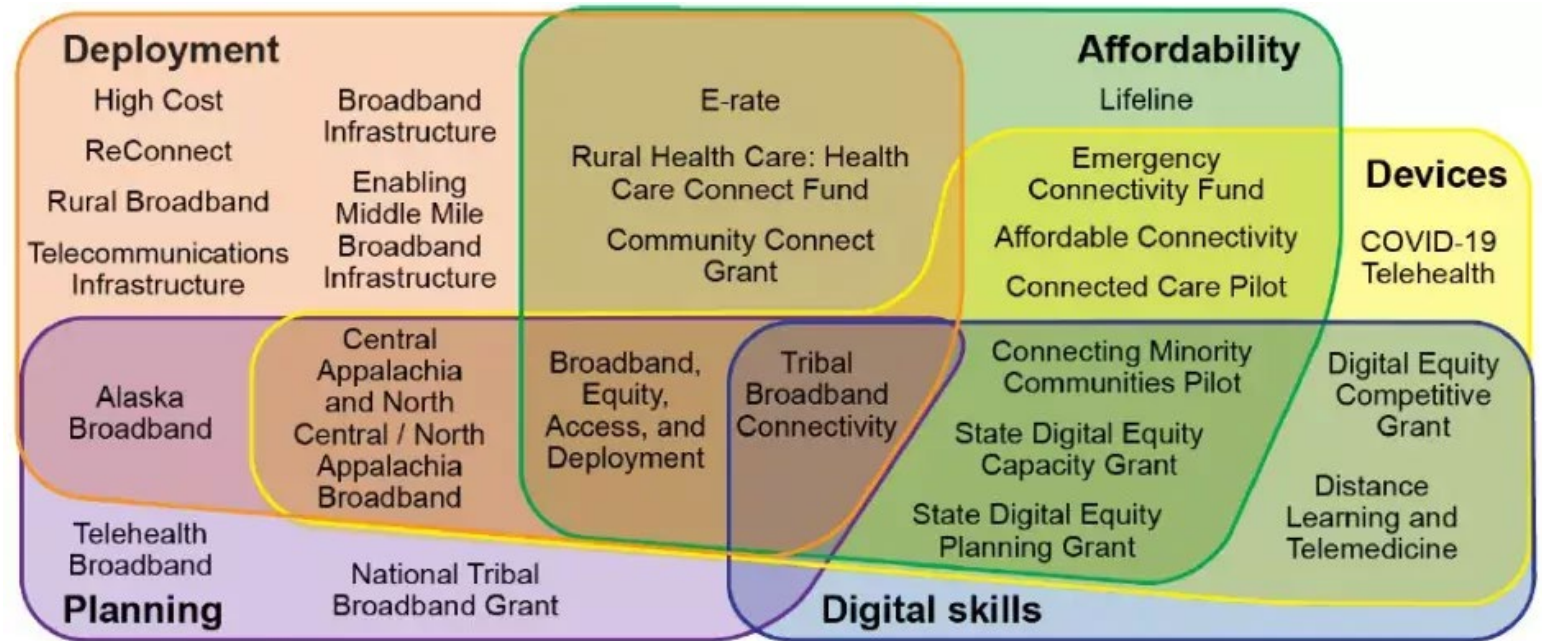 Deployment
High Cost
ReConnect
Rural Broadband
Telecommunications
Infrastructure
Broadband
Infrastructure
Enabling
Middle Mile
Broadband
Infrastructure
E-rate
Rural Health Care: Health
Care Connect Fund
Community Connect
Grant
Affordability
Lifeline
Emergency
Connectivity Fund
Affordable Connectivity
Connected Care Pilot
Devices
COVID-19
Telehealth
Alaska
Broadband
Central
Appalachia
and North
Central / North
Appalachia
Broadband
Broadband,
Equity,
Access, and
Deployment
Tribal
Broadband
Connectivity
Connecting Minority
Communities Pilot
State Digital Equity
Capacity Grant
State Digital Equity
Planning Grant
Digital Equity
Competitive
Grant
Distance
Learning and
Telemedicine
Telehealth
Broadband
National Tribal
Broadband Grant
Planning
Digital skills